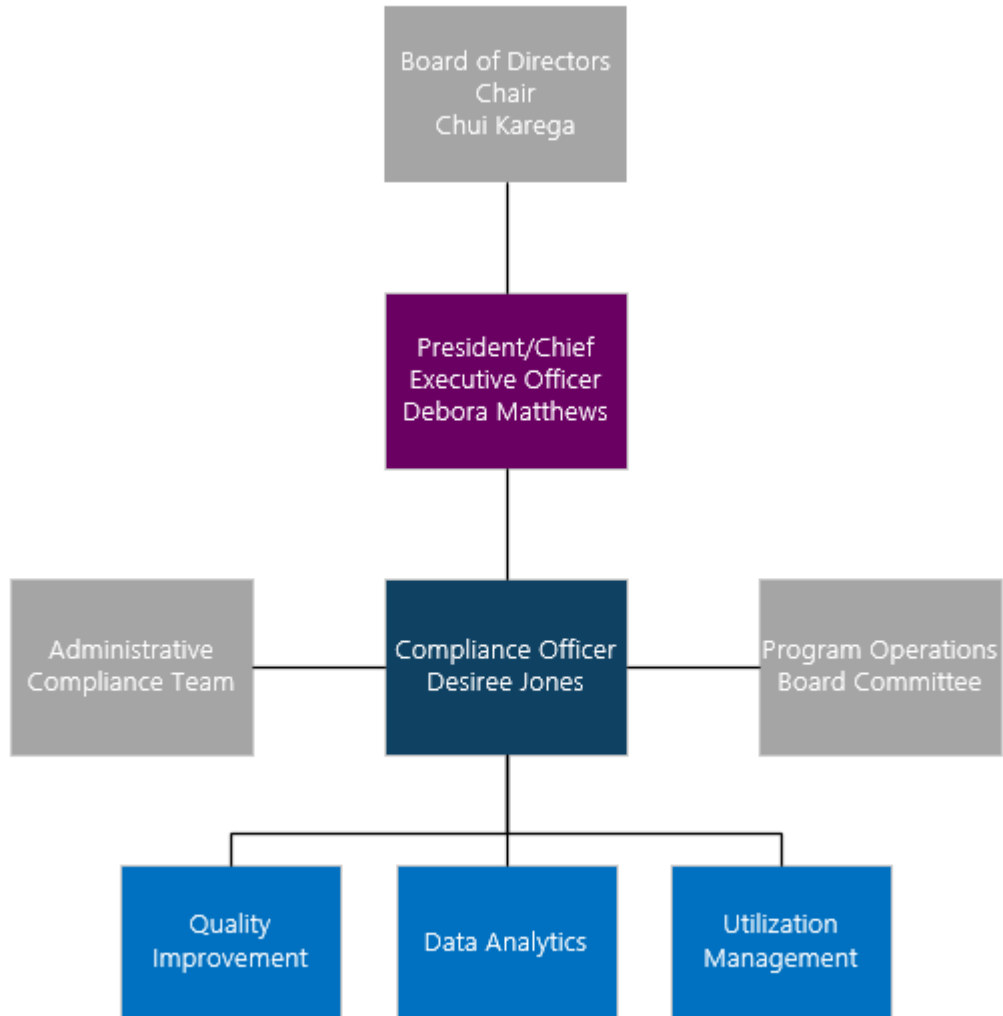 Board of Directors
Chair
Chui Karega
President/Chief
Executive Officer
Debora Matthews
Administrative
Compliance Team
Compliance Officer
Desiree Jones
Program Operations
Board Committee
Quality
Improvement
Data Analytics
Utilization
Management